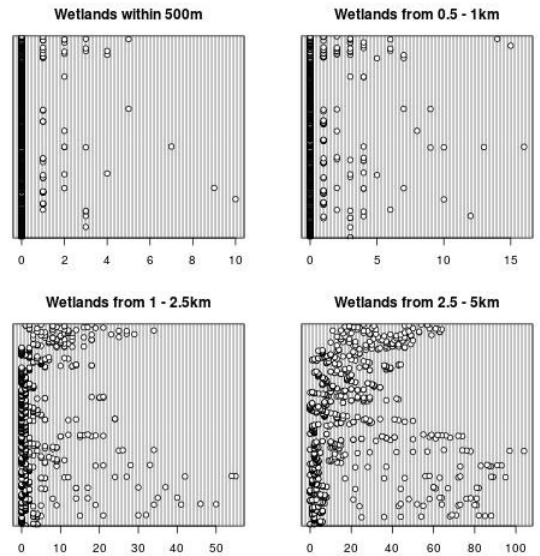 Wetlands within 500m
Wetlands from 0.5 - 1km
0 2 4 6 8 10
0 5 10 15
Wetlands from 1 - 2.5km
Wetlands from 2.5 - 5km
0 10 20 30 40 50
0 20 40 60 80 100